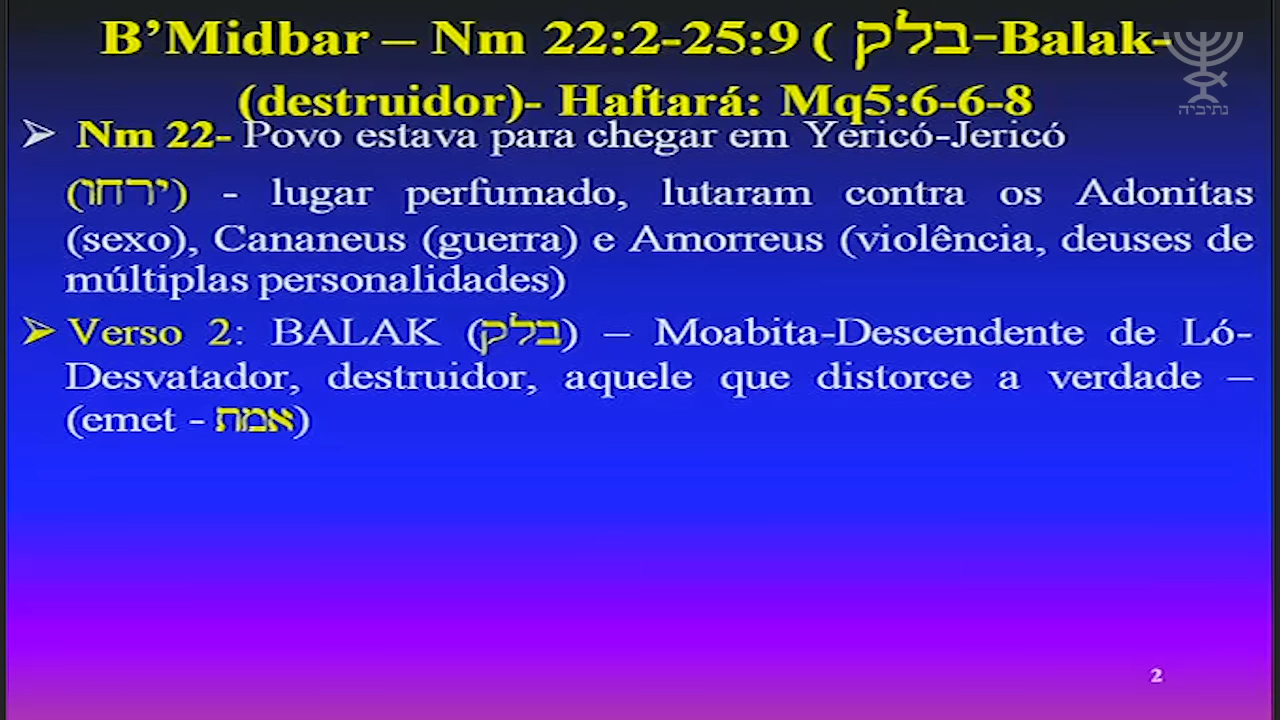 B’Midbar – Nm 22:2-25:9 ( בלק-Balak-
(destruidor)- Haftará: Mq5:6-6-8
נתיביה
➢ Nm 22- Povo estava para chegar em Yericó-Jericó
(ירחו) - lugar perfumado, lutaram contra os Adonitas
(sexo), Cananeus (guerra) e Amorreus (violência, deuses de
múltiplas personalidades)
➢ Verso 2: BALAK (בלק) – Moabita-Descendente de Ló-
Desvatador, destruidor, aquele que distorce a verdade –
(emet - אמת)
2